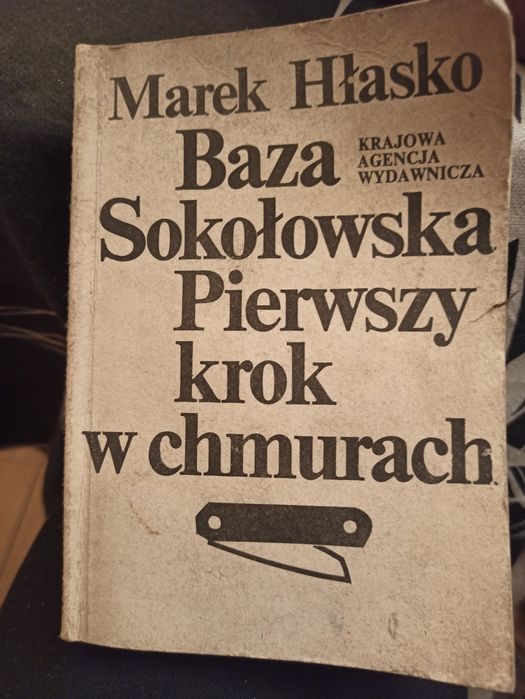 Marek Hłasko
Baza
KRAJOWA
AGENCJA
WYDAWNICZA
Sokołowska
Pierwszy
krok
w chmurach